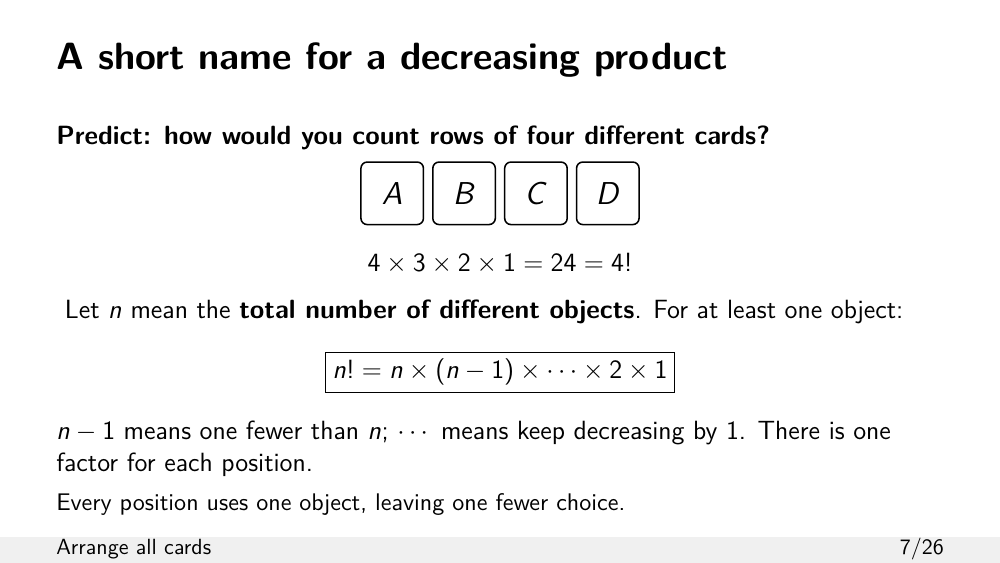 A short name for a decreasing product
Predict: how would you count rows of four different cards?
A B C D
4 × 3 × 2 × 1 = 24 = 4!
Let n mean the total number of different objects. For at least one object:
n! = n × (n − 1) × ⋯ × 2 × 1
n − 1 means one fewer than n; ⋯ means keep decreasing by 1. There is one
factor for each position.
Every position uses one object, leaving one fewer choice.
Arrange all cards 7/26